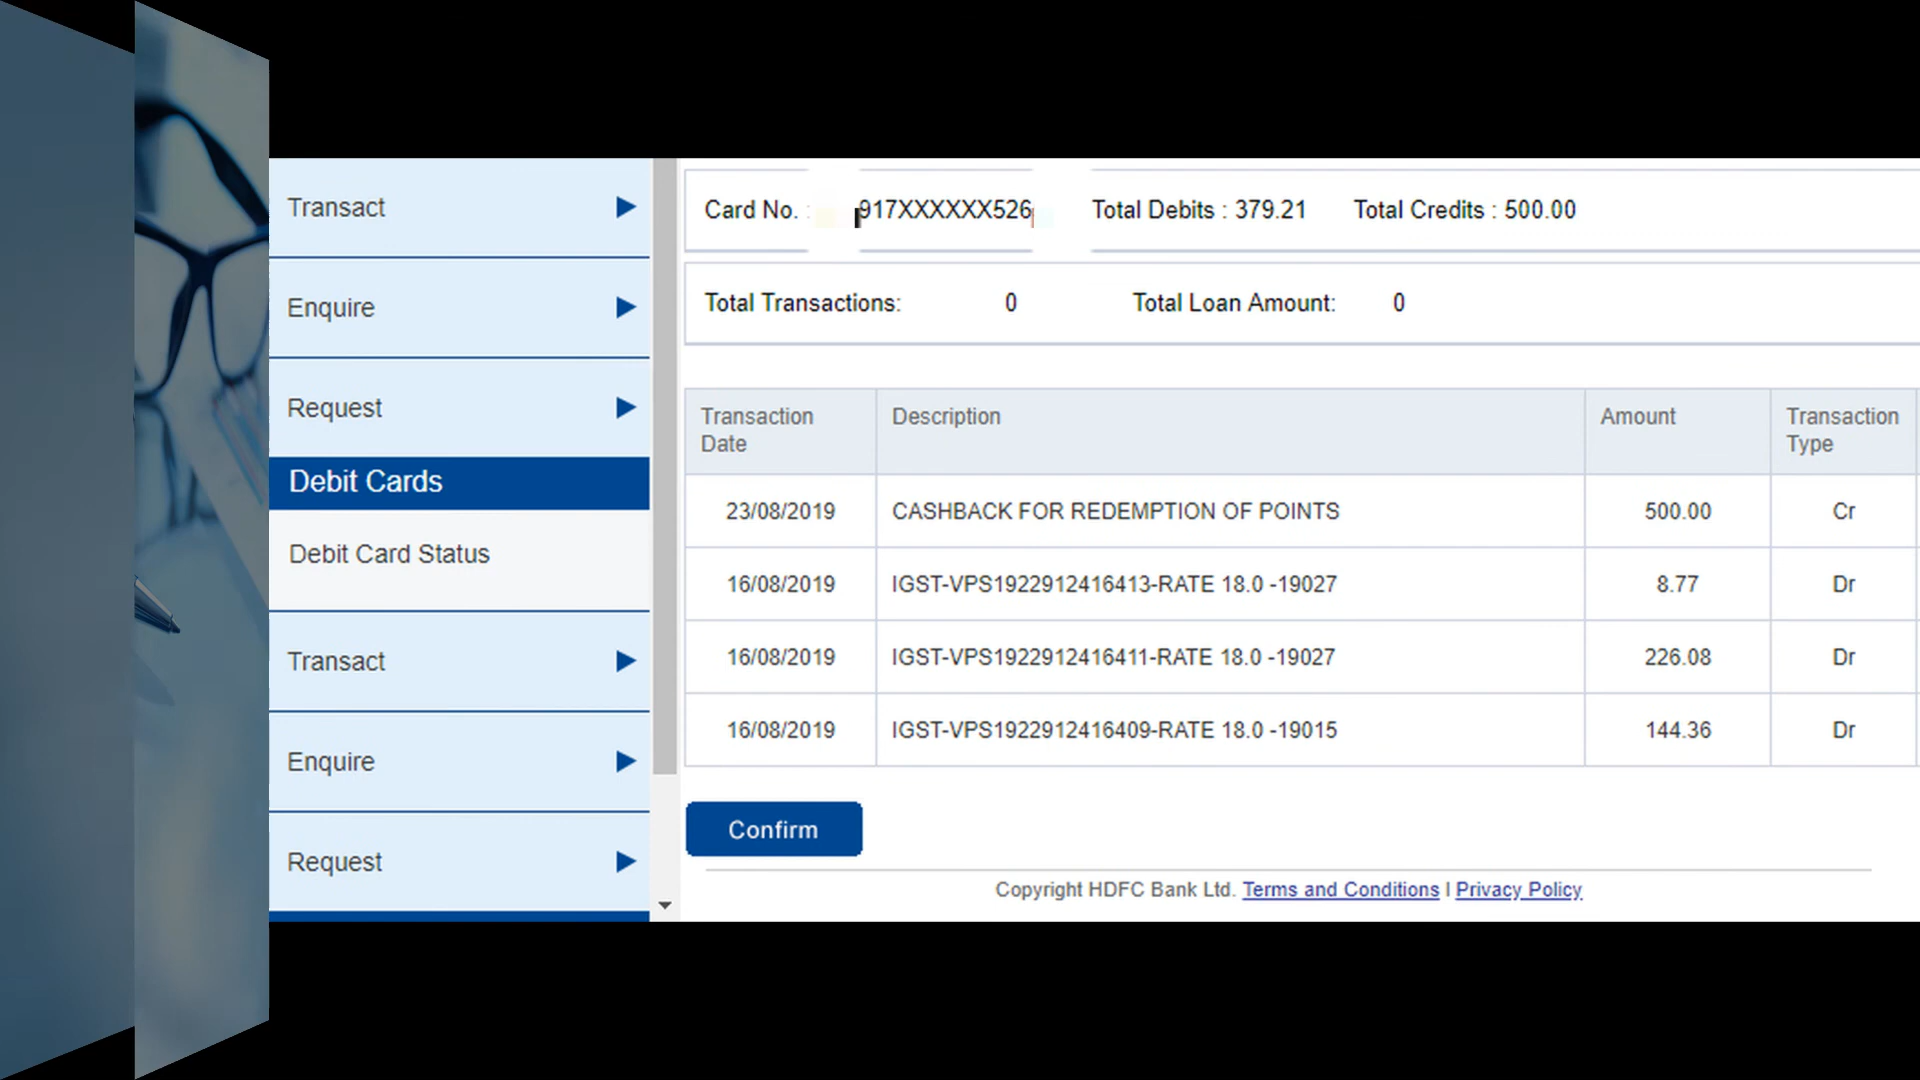 Transact
Enquire
Request
Debit Cards
Debit Card Status
Transact
Enquire
Request
Card No. : 917XXXXXX526 Total Debits : 379.21 Total Credits : 500.00
Total Transactions: 0 Total Loan Amount: 0
Transaction Date Description Amount Transaction Type
23/08/2019 CASHBACK FOR REDEMPTION OF POINTS 500.00 Cr
16/08/2019 IGST-VPS1922912416413-RATE 18.0 -19027 8.77 Dr
16/08/2019 IGST-VPS1922912416411-RATE 18.0 -19027 226.08 Dr
16/08/2019 IGST-VPS1922912416409-RATE 18.0 -19015 144.36 Dr
Confirm
Copyright HDFC Bank Ltd. Terms and Conditions | Privacy Policy